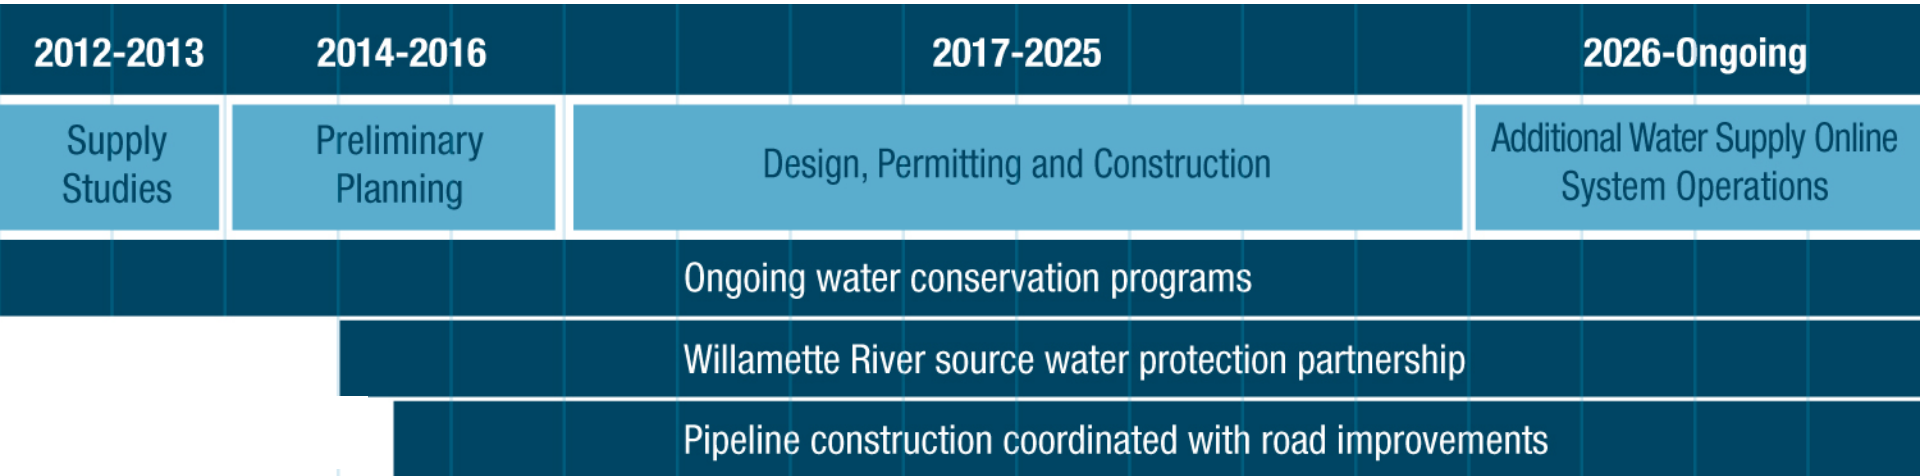 2012-2013 2014-2016 2017-2025 2026-Ongoing
Supply
Studies
Preliminary
Planning
Design, Permitting and Construction
Additional Water Supply Online
System Operations
Ongoing water conservation programs
Willamette River source water protection partnership
Pipeline construction coordinated with road improvements